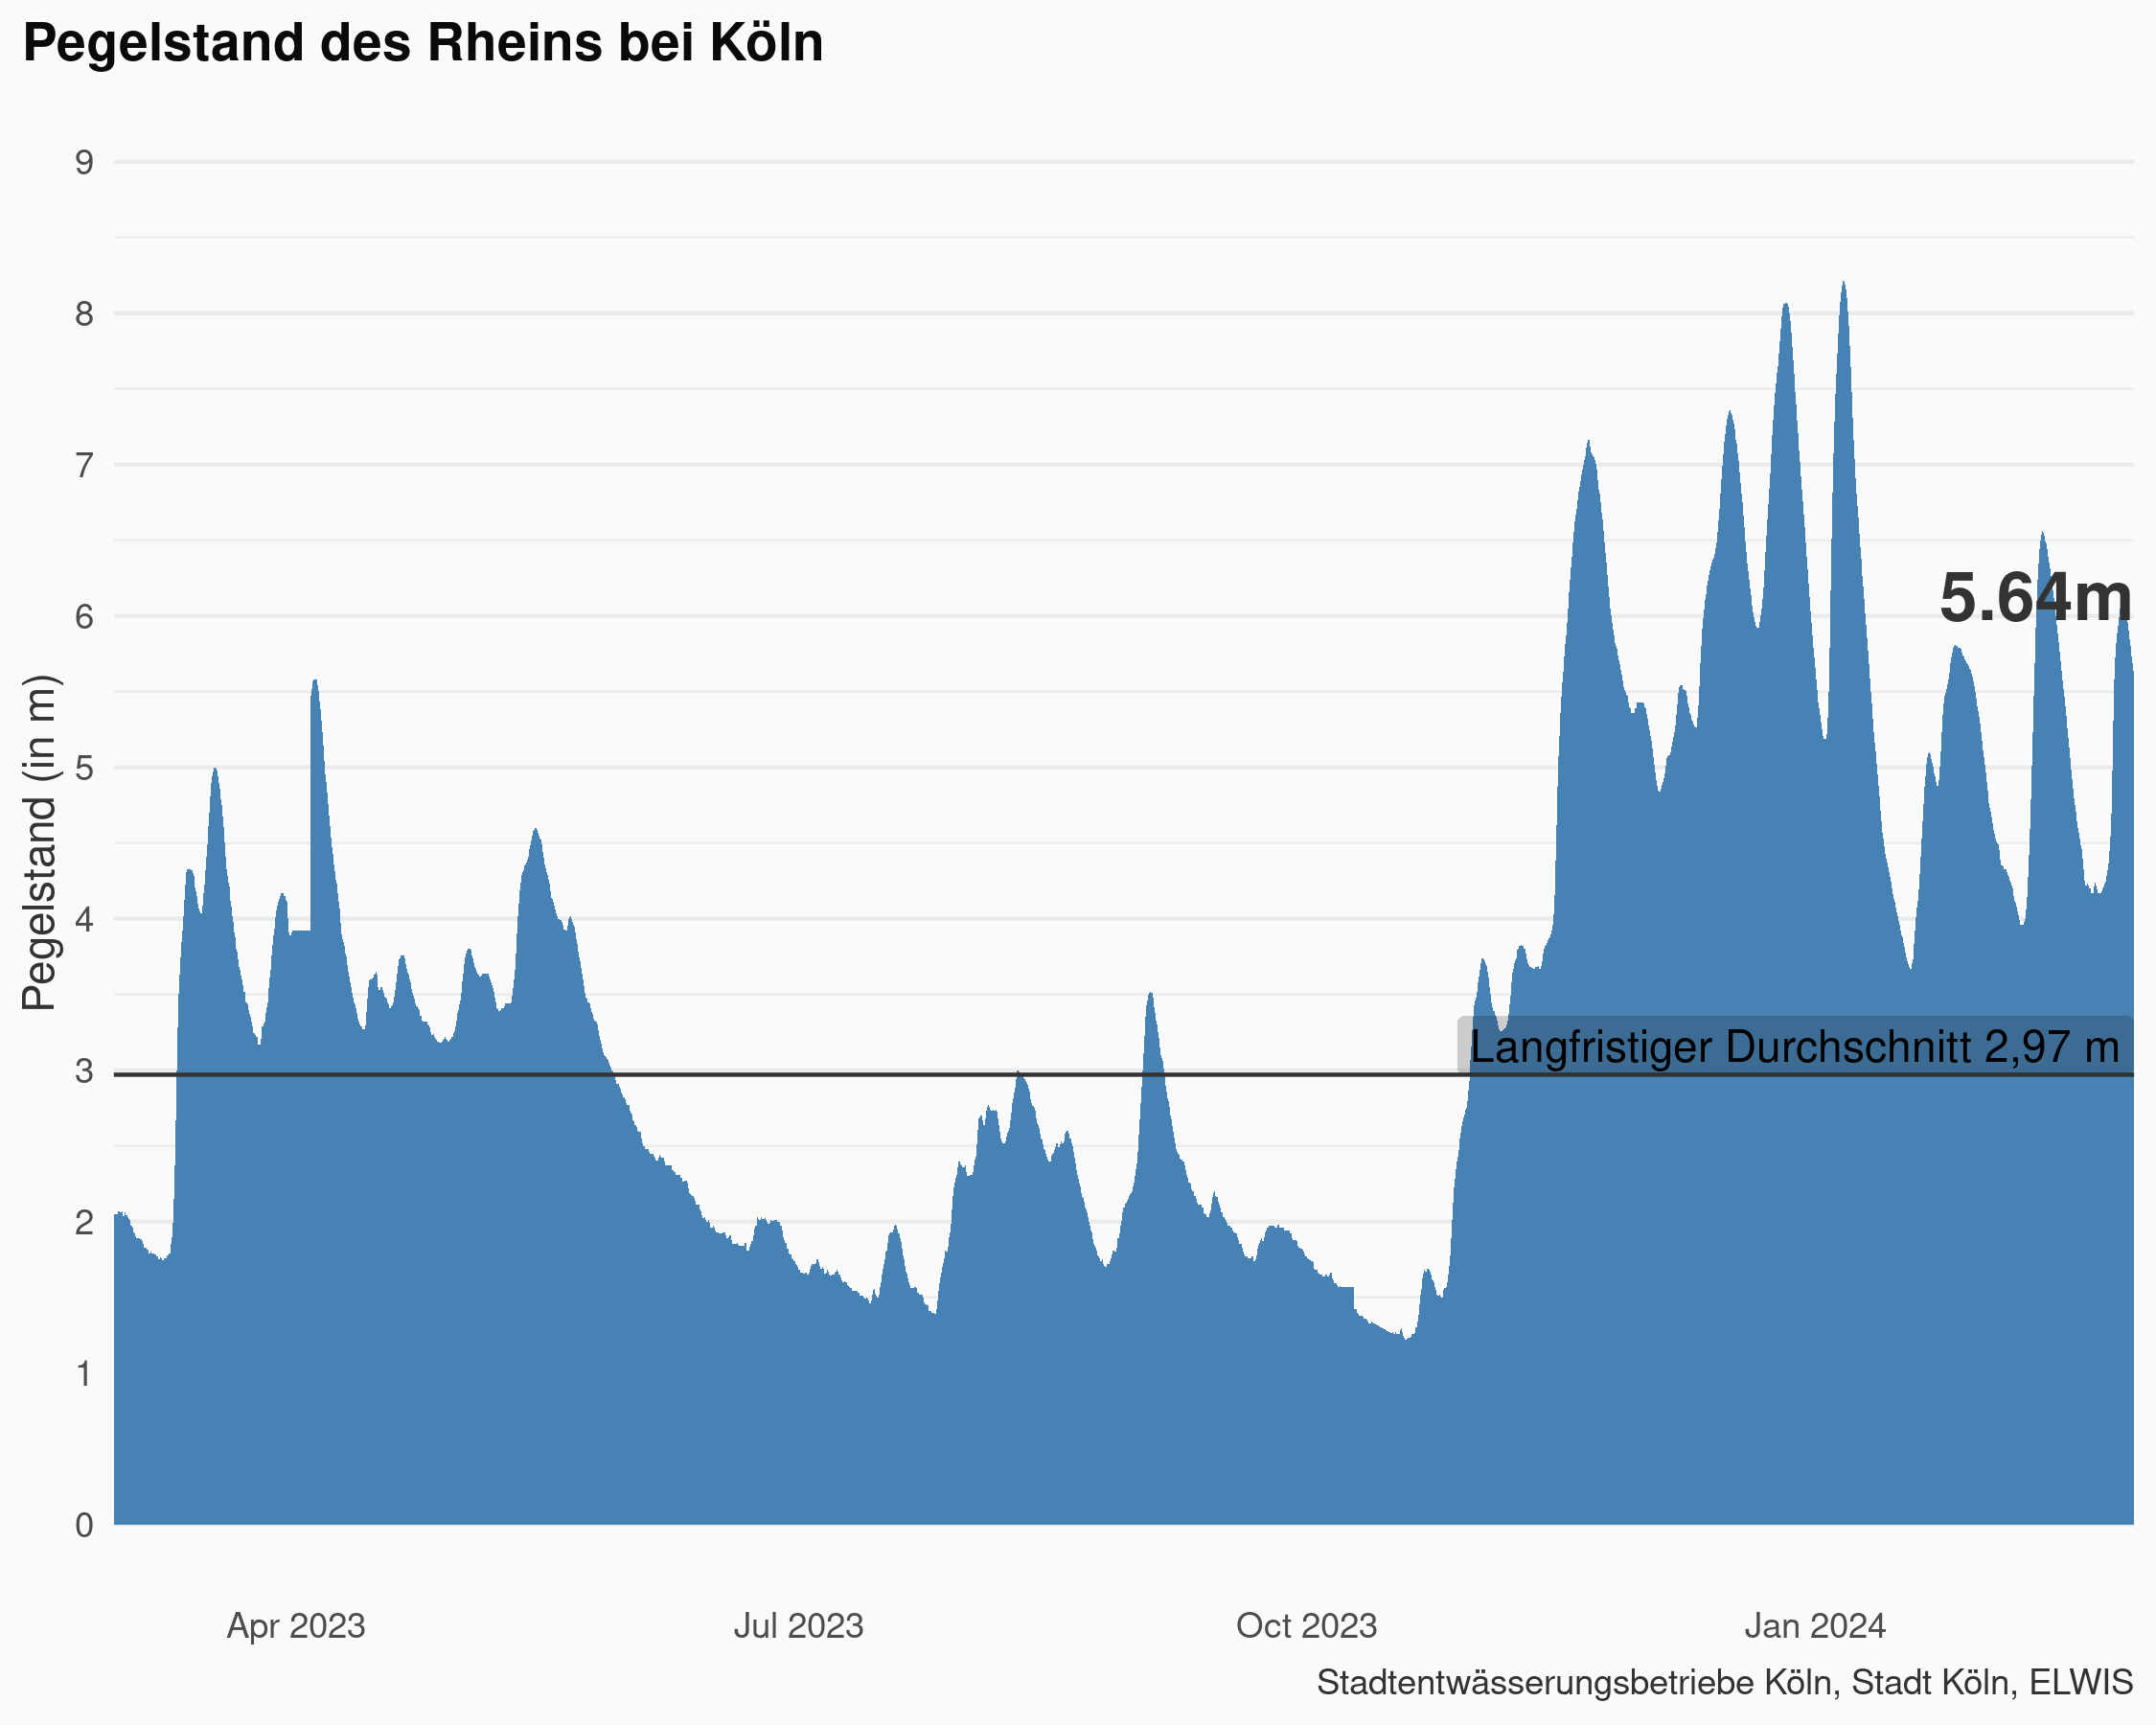 Pegelstand des Rheins bei Köln
9
8
7
6
5
4
3
2
1
0
Pegelstand (in m)
5.64m
Langfristiger Durchschnitt 2,97 m
Apr 2023
Jul 2023
Oct 2023
Jan 2024
Stadtentwässerungsbetriebe Köln, Stadt Köln, ELWIS